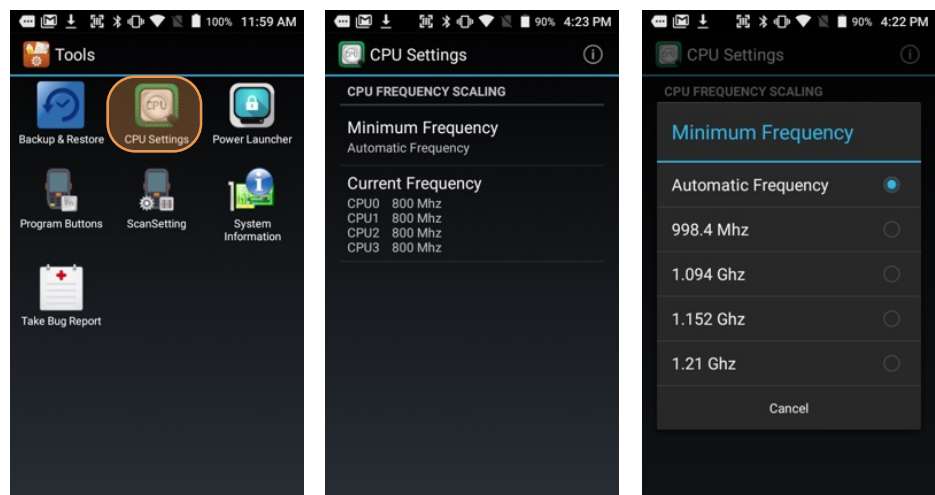 100% 11:59 AM
Tools
CPU
Backup & Restore
CPU Settings
Power Launcher
Program Buttons
ScanSetting
System
Information
Take Bug Report
90% 4:23 PM
CPU Settings
CPU FREQUENCY SCALING
Minimum Frequency
Automatic Frequency
Current Frequency
CPU0 800 Mhz
CPU1 800 Mhz
CPU2 800 Mhz
CPU3 800 Mhz
90% 4:22 PM
CPU Settings
CPU FREQUENCY SCALING
Minimum Frequency
Automatic Frequency
998.4 Mhz
1.094 Ghz
1.152 Ghz
1.21 Ghz
Cancel